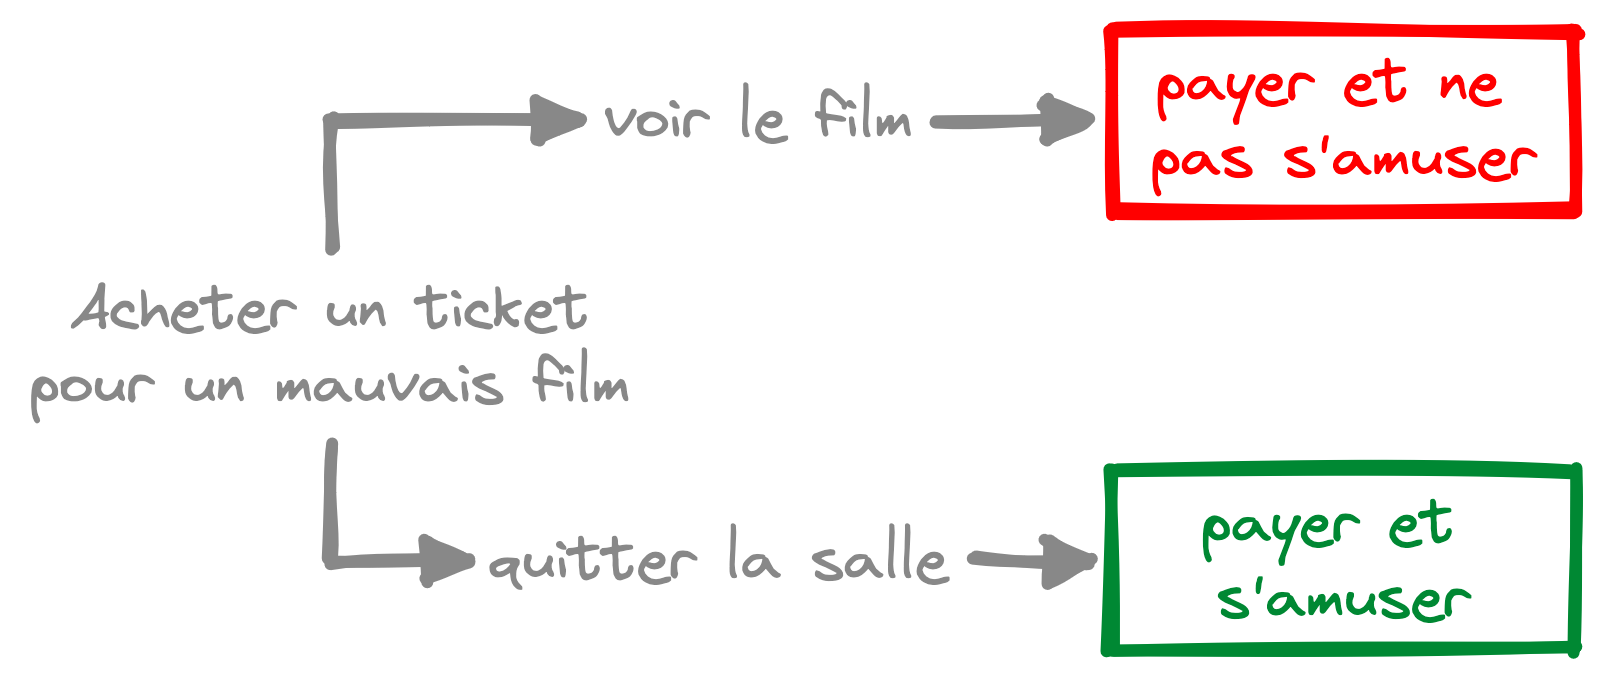 payer et ne
voir le film
pas s'amuser
Acheter un ticket
pour un mauvais film
payer et
quitter la salle
s'amuser